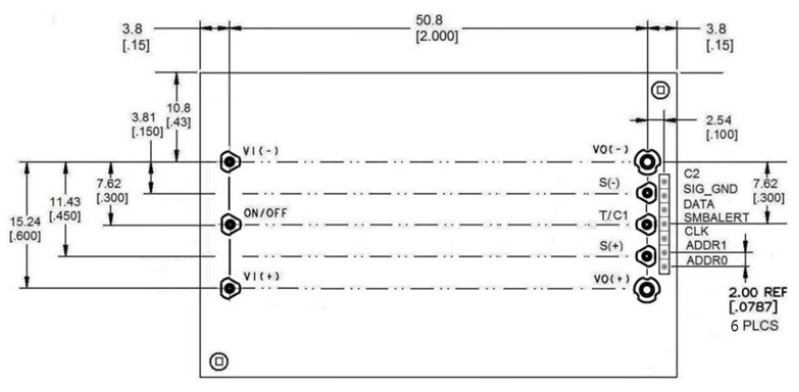 3.8
[.15]
50.8
[2.000]
3.8
[.15]
10.8
[.43]
3.81
[.150]
2.54
[.100]
VI(-)
VO(-)
7.62
[.300]
11.43
[.450]
15.24
[.600]
S(-)
C2
SIG_GND
DATA
SMBALERT
CLK
ADDR1
ADDR0
7.62
[.300]
ON/OFF
T/C1
S(+)
VI(+)
VO(+)
2.00 REF
[.0787]
6 PLCS